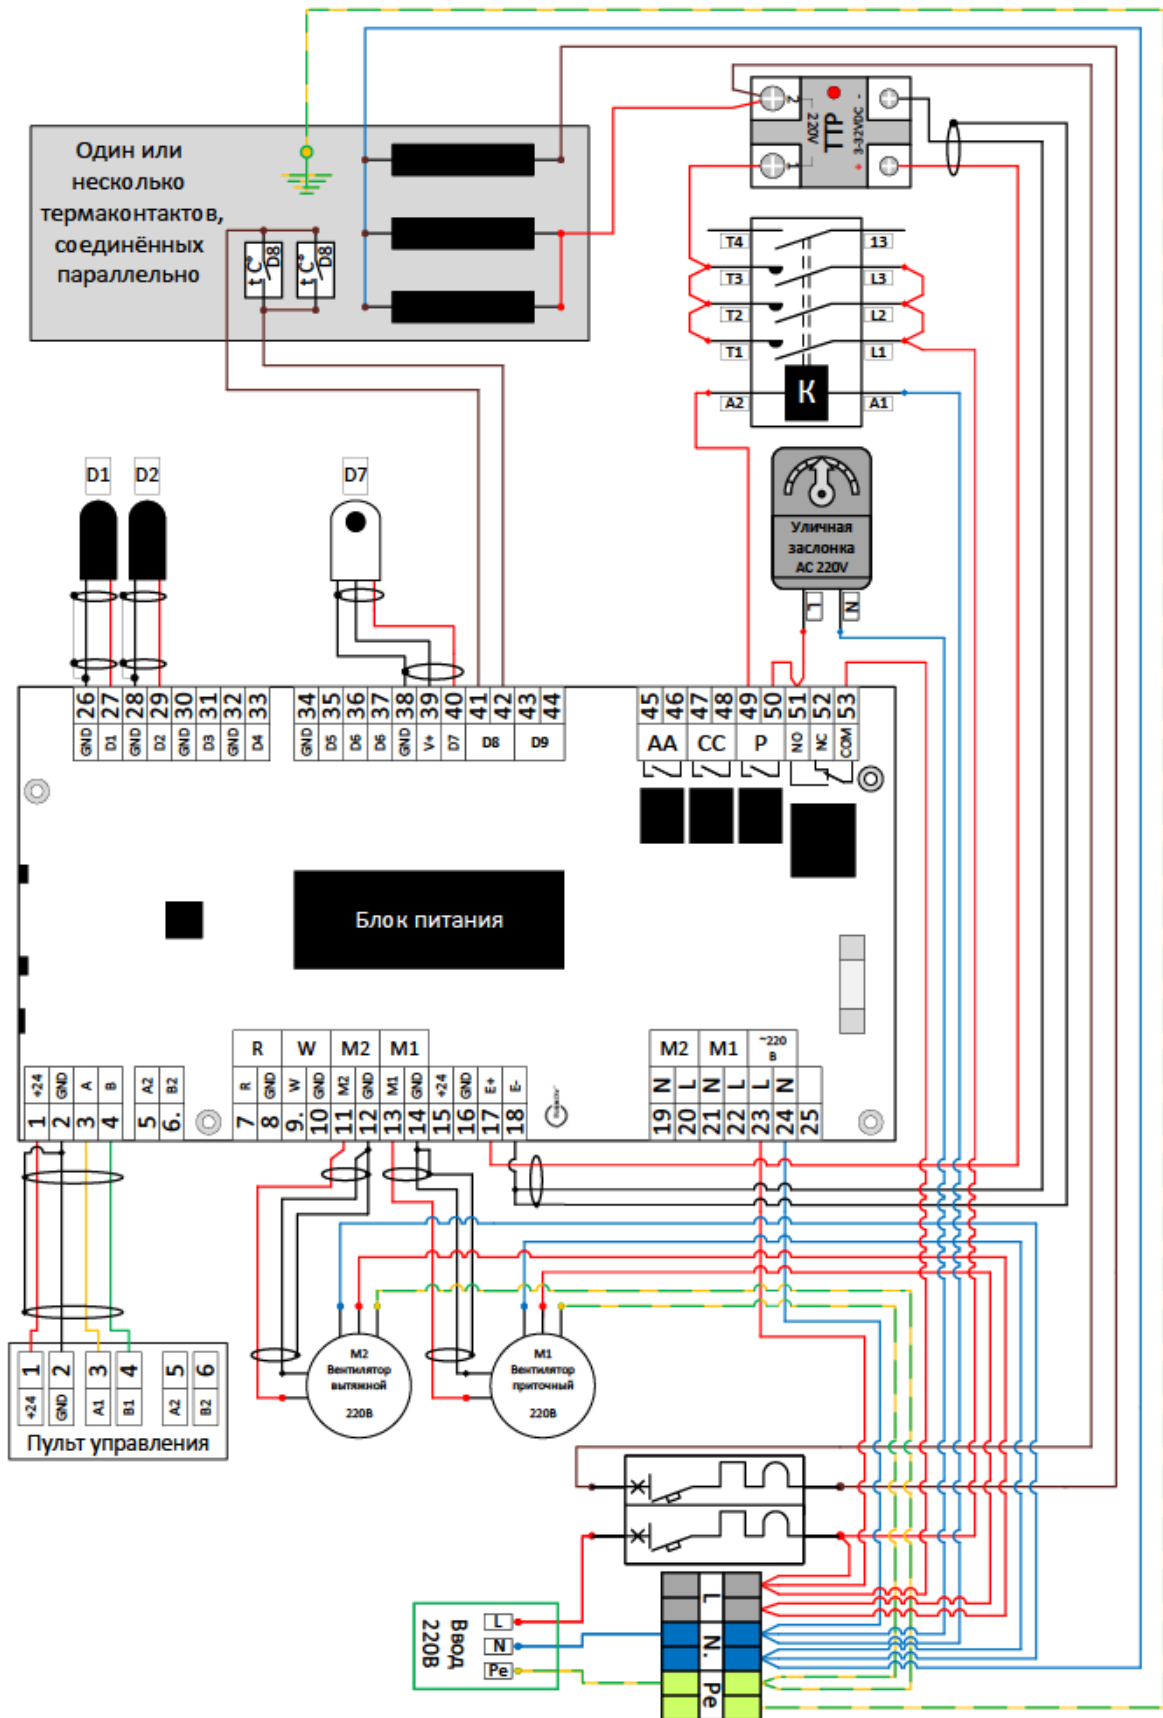 Один или
несколько
термаконтактов,
соединённых
параллельно
t C°
D8
t C°
D8
2
1
220V
TTP
3-32VDC
-
+
T4
13
T3
L3
T2
L2
T1
L1
K
A2
A1
Уличная
заслонка
AC 220V
L
N
D1
D2
D7
26 27 28 29 30 31 32 33
GND D1 GND D2 GND D3 GND D4
34 35 36 37 38 39 40 41 42 43 44
GND D5 D6 D6 GND V+ D7 D8 D9
45 46 47 48 49 50 51 52 53
AA CC P NO NC COM
Блок питания
R W M2 M1
+24 GND A B A2 B2
1 2 3 4 5 6.
R GND W GND M2 GND M1 GND +24 GND E+ E-
7 8 9. 10 11 12 13 14 15 16 17 18
M2 M1 ~220
В
N L N L L N
19 20 21 22 23 24 25
M2
Вентилятор
вытяжной
220В
M1
Вентилятор
приточный
220В
1 2 3 4 5 6
+24 GND A1 B1 A2 B2
Пульт управления
Ввод
220В
L
N
Pe
L
N.
Pe